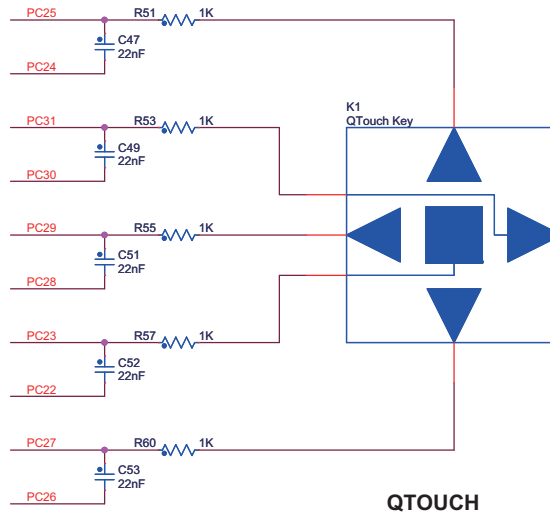 PC25 R51 1K
C47
22nF
PC24
K1
QTouch Key
PC31 R53 1K
C49
22nF
PC30
PC29 R55 1K
C51
22nF
PC28
PC23 R57 1K
C52
22nF
PC22
PC27 R60 1K
C53
22nF
PC26
QTOUCH